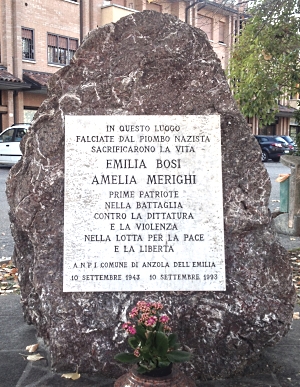 IN QUESTO LUOGO
FALCIATE DAL PIOMBO NAZISTA
SACRIFICARONO LA VITA
EMILIA BOSI
AMELIA MERIGHI
PRIME PATRIOTE
NELLA BATTAGLIA
CONTRO LA DITTATURA
E LA VIOLENZA
NELLA LOTTA PER LA PACE
E LA LIBERTA
A N P I COMUNE DI ANZOLA DELL'EMILIA
10 SETTEMBRE 1943 10 SETTEMBRE 1993